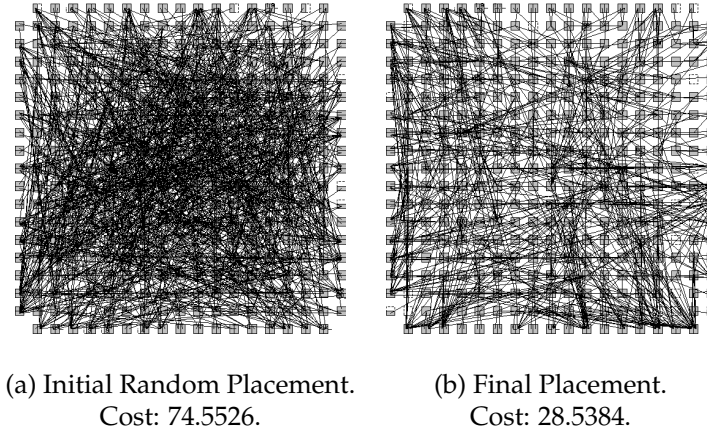 (a) Initial Random Placement.
Cost: 74.5526.
(b) Final Placement.
Cost: 28.5384.